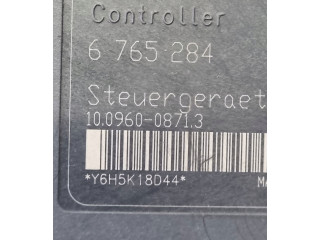 Controller
6 765 284
Steuergeraet
10.0960-0871.3
*Y6H5K18D44*